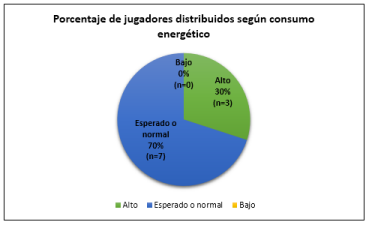 Porcentaje de jugadores distribuidos según consumo
energético
Bajo
0%
(n=0)
Alto
30%
(n=3)
Esperado o
normal
70%
(n=7)
Alto
Esperado o normal
Bajo